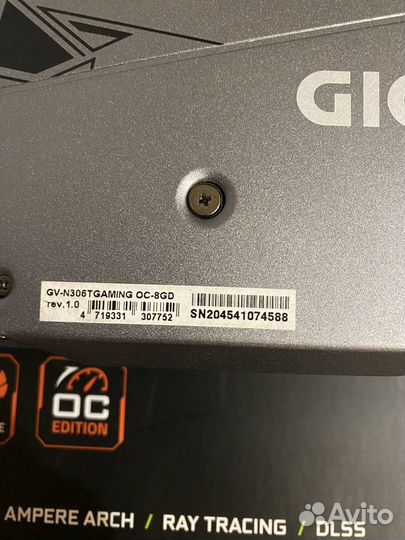 GIG
GV-N306TGAMING OC-8GD
rev.1.0
4 719331 307752
SN204541074588
OC
EDITION
AMPERE ARCH / RAY TRACING / DLSS
Avito